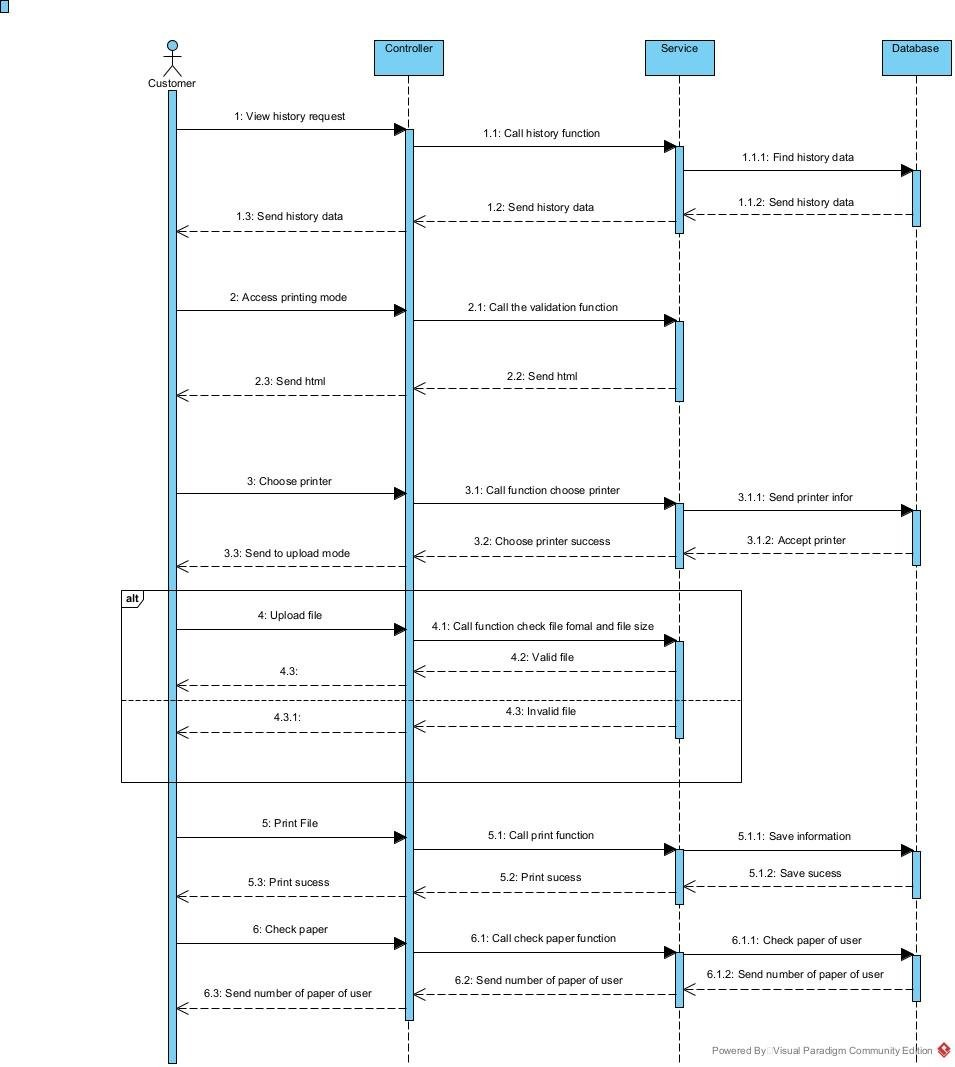 Controller
Service
Database
Customer
1: View history request
1.1: Call history function
1.1.1: Find history data
1.1.2: Send history data
1.2: Send history data
1.3: Send history data
2: Access printing mode
2.1: Call the validation function
2.2: Send html
2.3: Send html
3: Choose printer
3.1: Call function choose printer
3.1.1: Send printer infor
3.1.2: Accept printer
3.2: Choose printer success
3.3: Send to upload mode
alt
4: Upload file
4.1: Call function check file fomal and file size
4.2: Valid file
4.3:
4.3: Invalid file
4.3.1:
5: Print File
5.1: Call print function
5.1.1: Save information
5.1.2: Save sucess
5.2: Print sucess
5.3: Print sucess
6: Check paper
6.1: Call check paper function
6.1.1: Check paper of user
6.1.2: Send number of paper of user
6.2: Send number of paper of user
6.3: Send number of paper of user
Powered By Visual Paradigm Community Edition